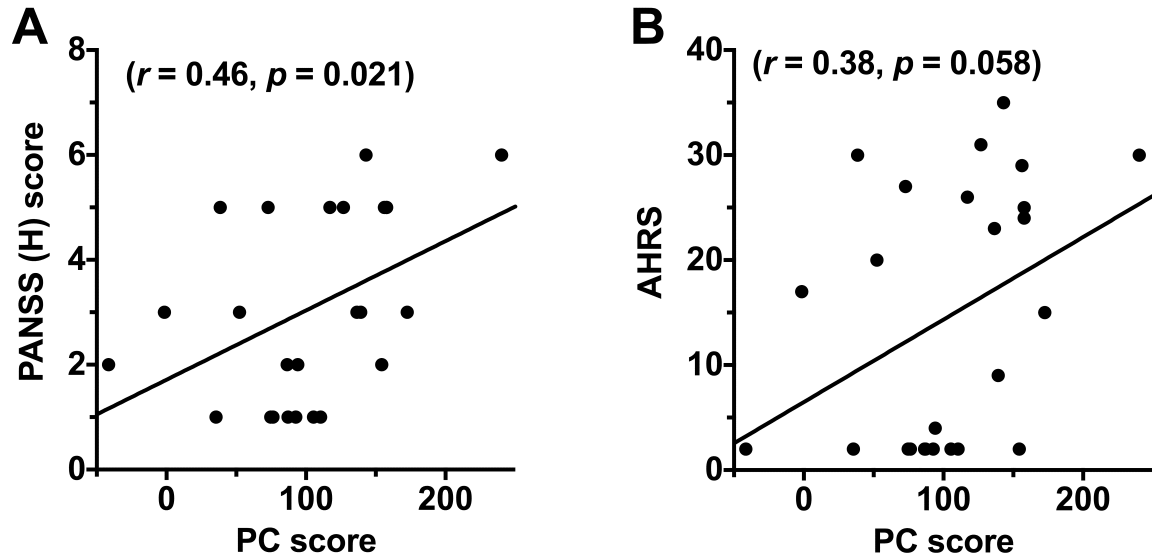 A
(r = 0.46, p = 0.021)
PANSS (H) score
8
6
4
2
0
0 100 200
PC score
B
(r = 0.38, p = 0.058)
AHRS
40
30
20
10
0
0 100 200
PC score